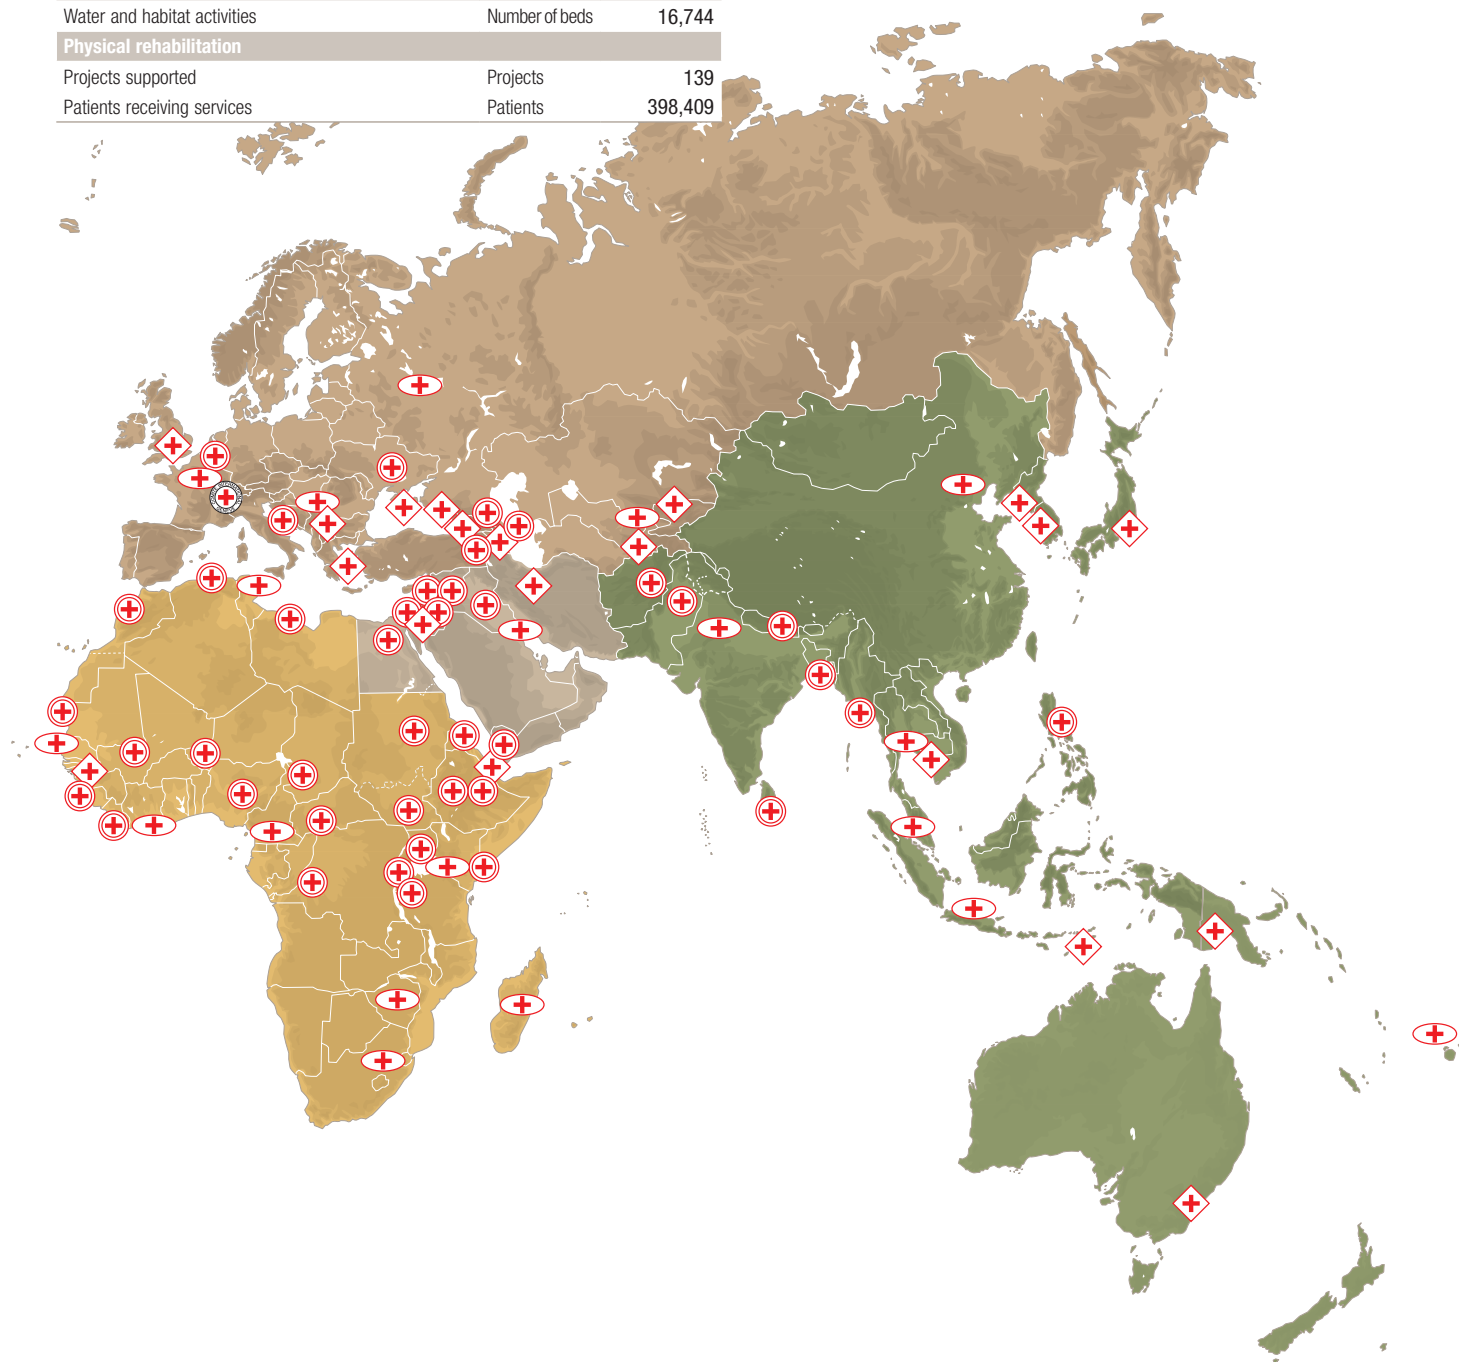 Water and habitat activities Number of beds 16,744
Physical rehabilitation
Projects supported Projects 139
Patients receiving services Patients 398,409